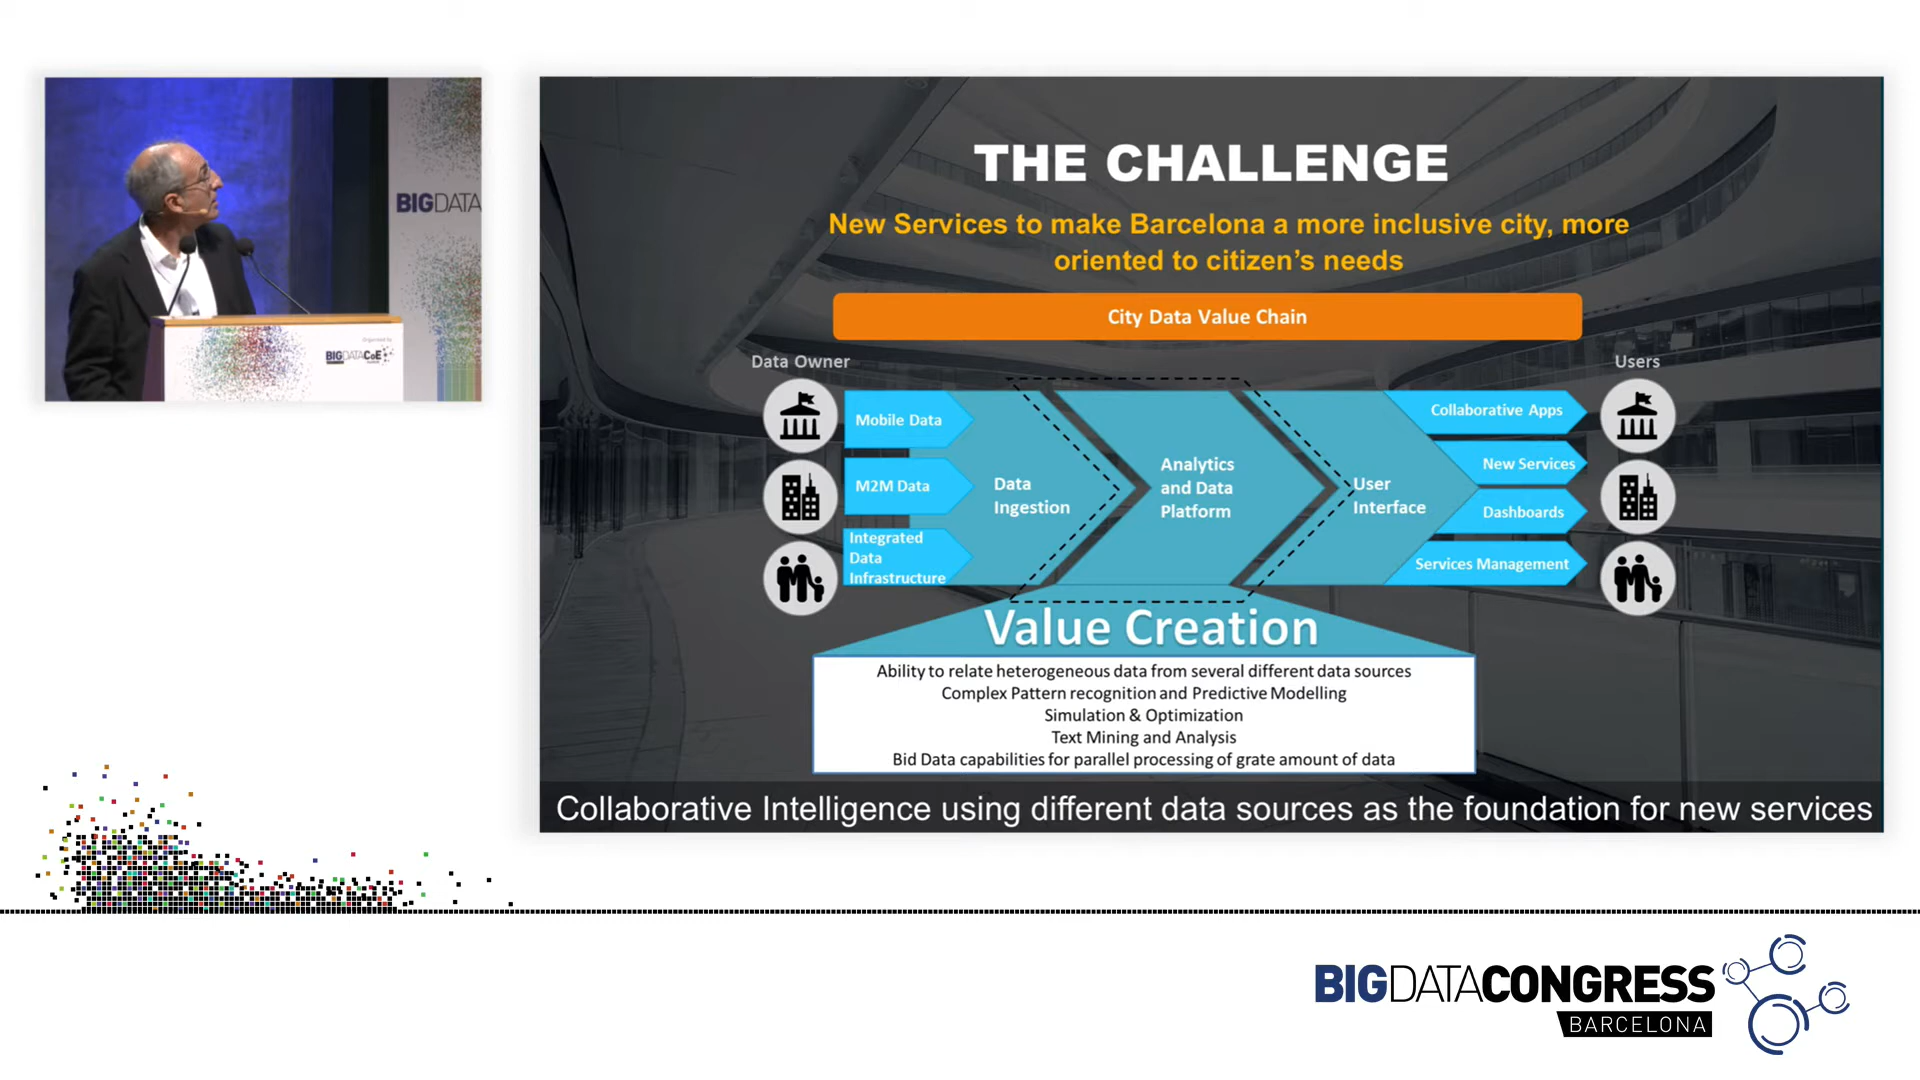 BIGDATA
Organised by
BIGDATACoE
THE CHALLENGE
New Services to make Barcelona a more inclusive city, more
oriented to citizen’s needs
City Data Value Chain
Data Owner
Users
Mobile Data
M2M Data
Integrated
Data
Infrastructure
Data
Ingestion
Analytics
and Data
Platform
User
Interface
Collaborative Apps
New Services
Dashboards
Services Management
Value Creation
Ability to relate heterogeneous data from several different data sources
Complex Pattern recognition and Predictive Modelling
Simulation & Optimization
Text Mining and Analysis
Bid Data capabilities for parallel processing of grate amount of data
Collaborative Intelligence using different data sources as the foundation for new services
BIGDATACONGRESS
BARCELONA